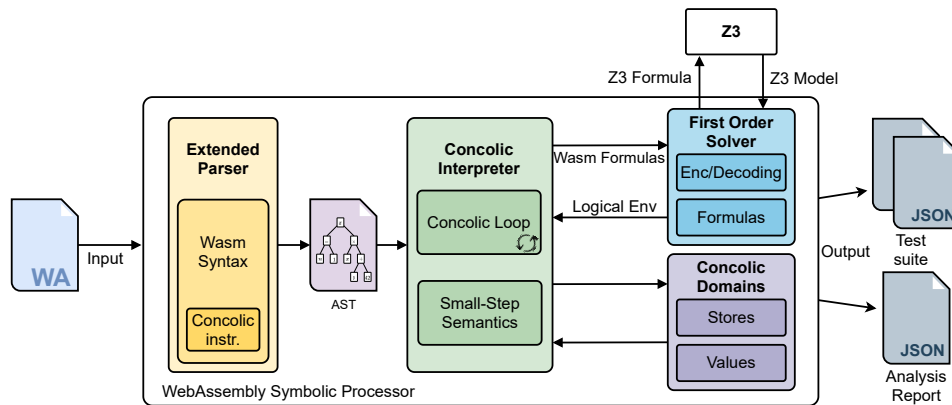 Z3
Z3 Formula
Z3 Model
Extended
Parser
Wasm
Syntax
Concolic
instr.
Concolic
Interpreter
Concolic Loop
Small-Step
Semantics
Wasm Formulas
Logical Env
First Order
Solver
Enc/Decoding
Formulas
Concolic
Domains
Stores
Values
WA
Input
AST
Output
JSON
Test
suite
JSON
Analysis
Report
WebAssembly Symbolic Processor